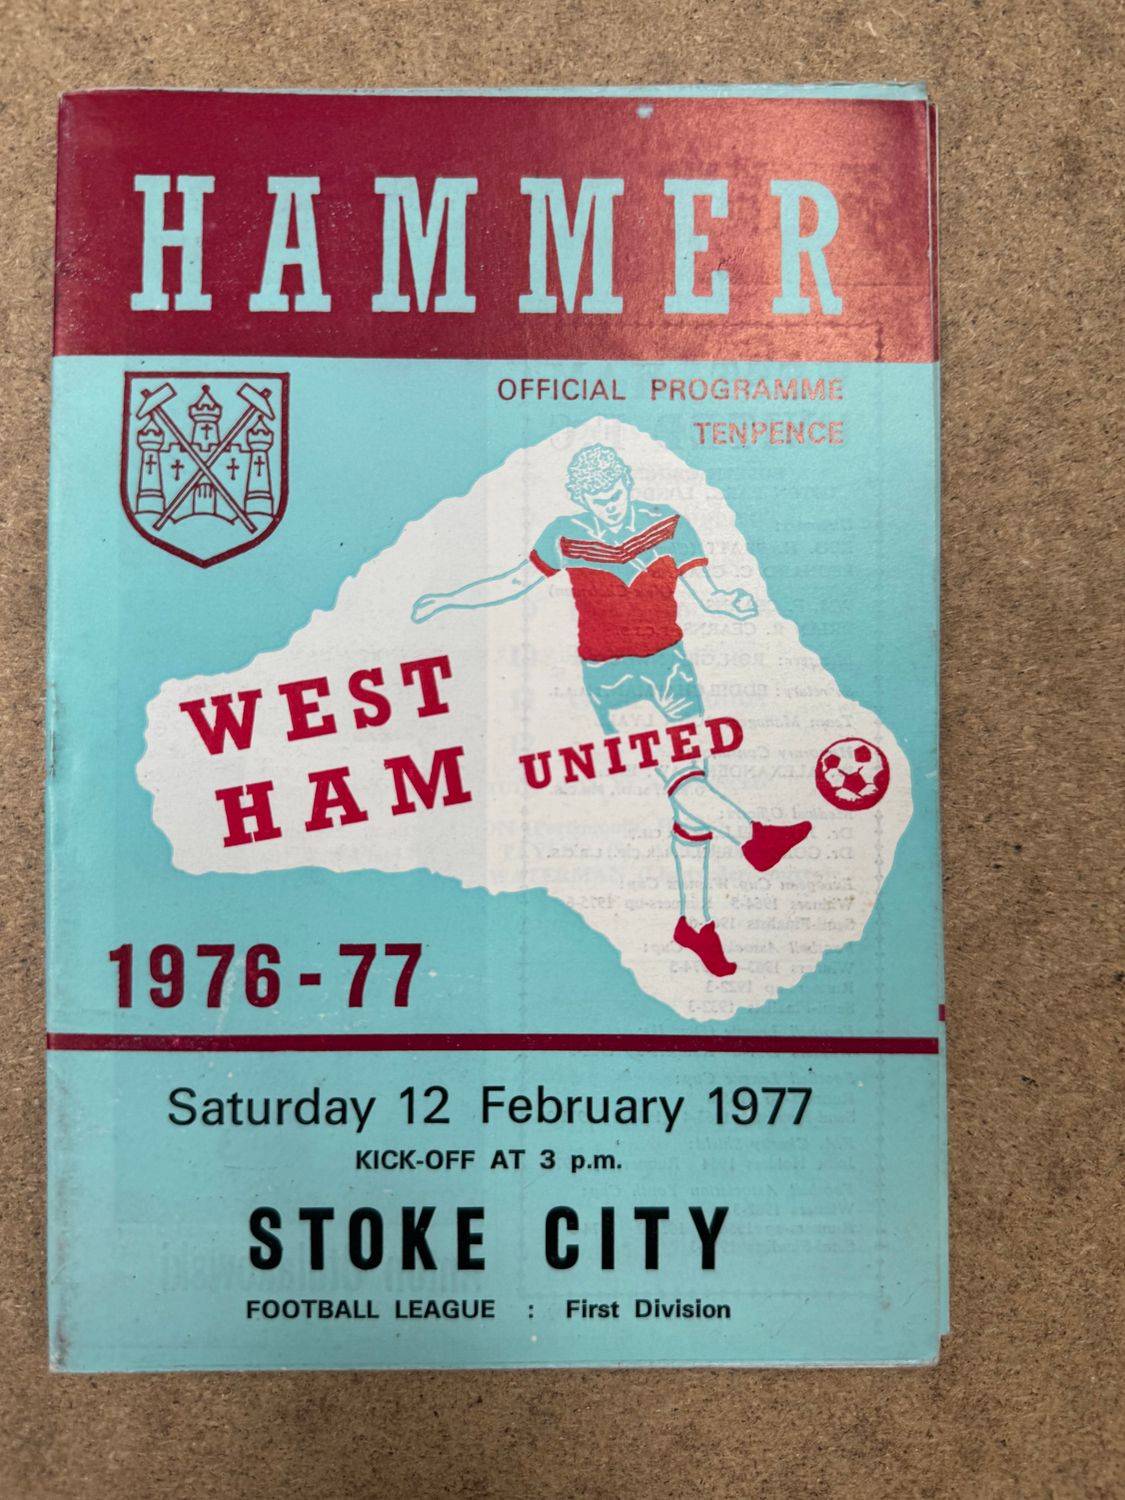 HAMMER
OFFICIAL PROGRAMME
TENPENCE
WEST
HAM UNITED
1976-77
Saturday 12 February 1977
KICK-OFF AT 3 p.m.
STOKE CITY
FOOTBALL LEAGUE : First Division